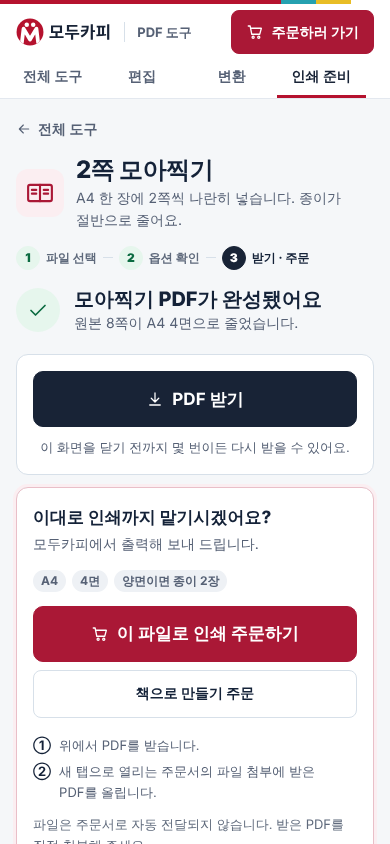 모두카피
PDF 도구
주문하러 가기
전체 도구
편집
변환
인쇄 준비
전체 도구
2쪽 모아찍기
A4 한 장에 2쪽씩 나란히 넣습니다. 종이가
절반으로 줄어요.
1 파일 선택
2 옵션 확인
3 받기 · 주문
모아찍기 PDF가 완성됐어요
원본 8쪽이 A4 4면으로 줄었습니다.
PDF 받기
이 화면을 닫기 전까지 몇 번이든 다시 받을 수 있어요.
이대로 인쇄까지 맡기시겠어요?
모두카피에서 출력해 보내 드립니다.
A4
4면
양면이면 종이 2장
이 파일로 인쇄 주문하기
책으로 만들기 주문
1 위에서 PDF를 받습니다.
2 새 탭으로 열리는 주문서의 파일 첨부에 받은
PDF를 올립니다.
파일은 주문서로 자동 전달되지 않습니다. 받은 PDF를